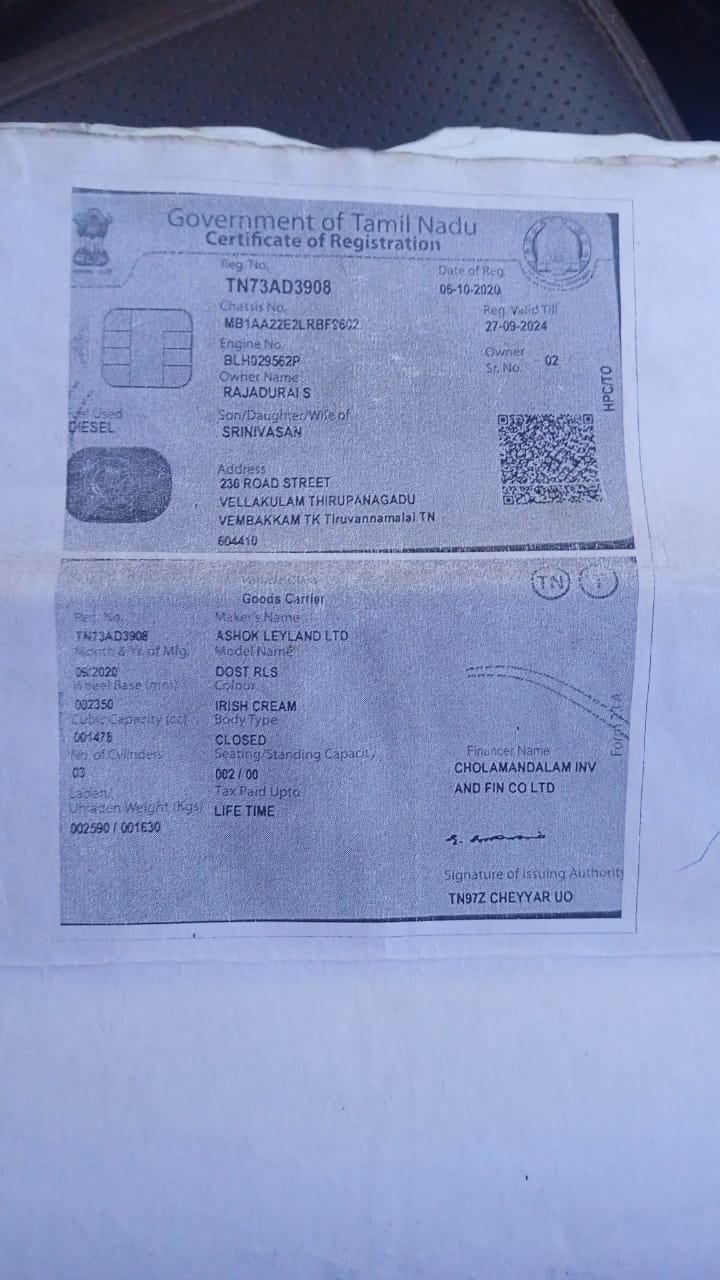 Government of Tamil Nadu
Certificate of Registration
Reg. No.
TN73AD3908
Date of Reg.
06-10-2020
Chassis No.
Reg. Valid Till
27-09-2024
Engine No.
BLH029562P
Owner
Sr. No. 02
Owner Name
RAJADURAI S
HPC/TO
Fuel Used
DIESEL
Son/Daughter/Wife of
SRINIVASAN
Address
236 ROAD STREET
VELLAKULAM THIRUPANAGADU
VEMBAKKAM TK Tiruvannamalai TN
604410
Vehicle Class
Goods Carrier
TN
T
Reg. No.
TN73AD3908
Maker's Name
ASHOK LEYLAND LTD
Month & Yr. of Mfg.
09/2020
Model Name
DOST RLS
Wheel Base (mm)
002350
Colour
IRISH CREAM
Cubic Capacity (cc)
001478
Body Type
CLOSED
No. of Cylinders
03
Seating/Standing Capacity
002 / 00
Laden/
Unladen Weight (Kgs)
002590 / 001630
Tax Paid Upto
LIFE TIME
Form 23 A
Financer Name
CHOLAMANDALAM INV
AND FIN CO LTD
Signature of Issuing Authority
TN97Z CHEYYAR UO